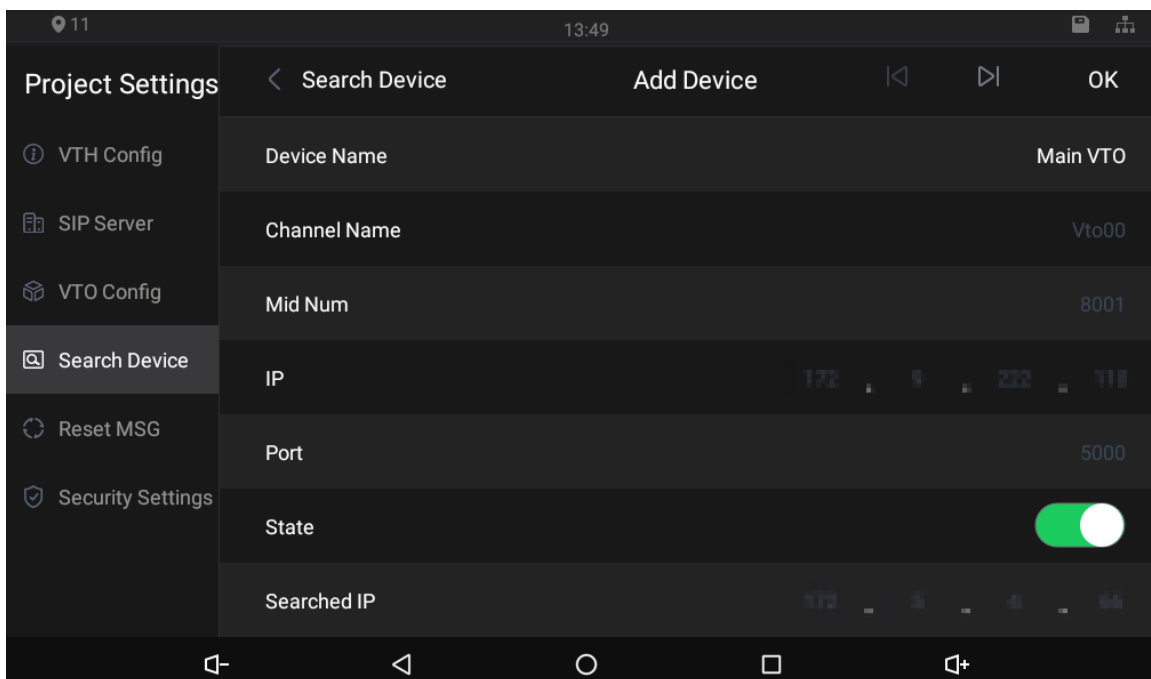 11
13:49
Project Settings
Search Device
Add Device
OK
VTH Config
SIP Server
VTO Config
Search Device
Reset MSG
Security Settings
Device Name Main VTO
Channel Name Vto00
Mid Num 8001
IP
Port 5000
State
Searched IP